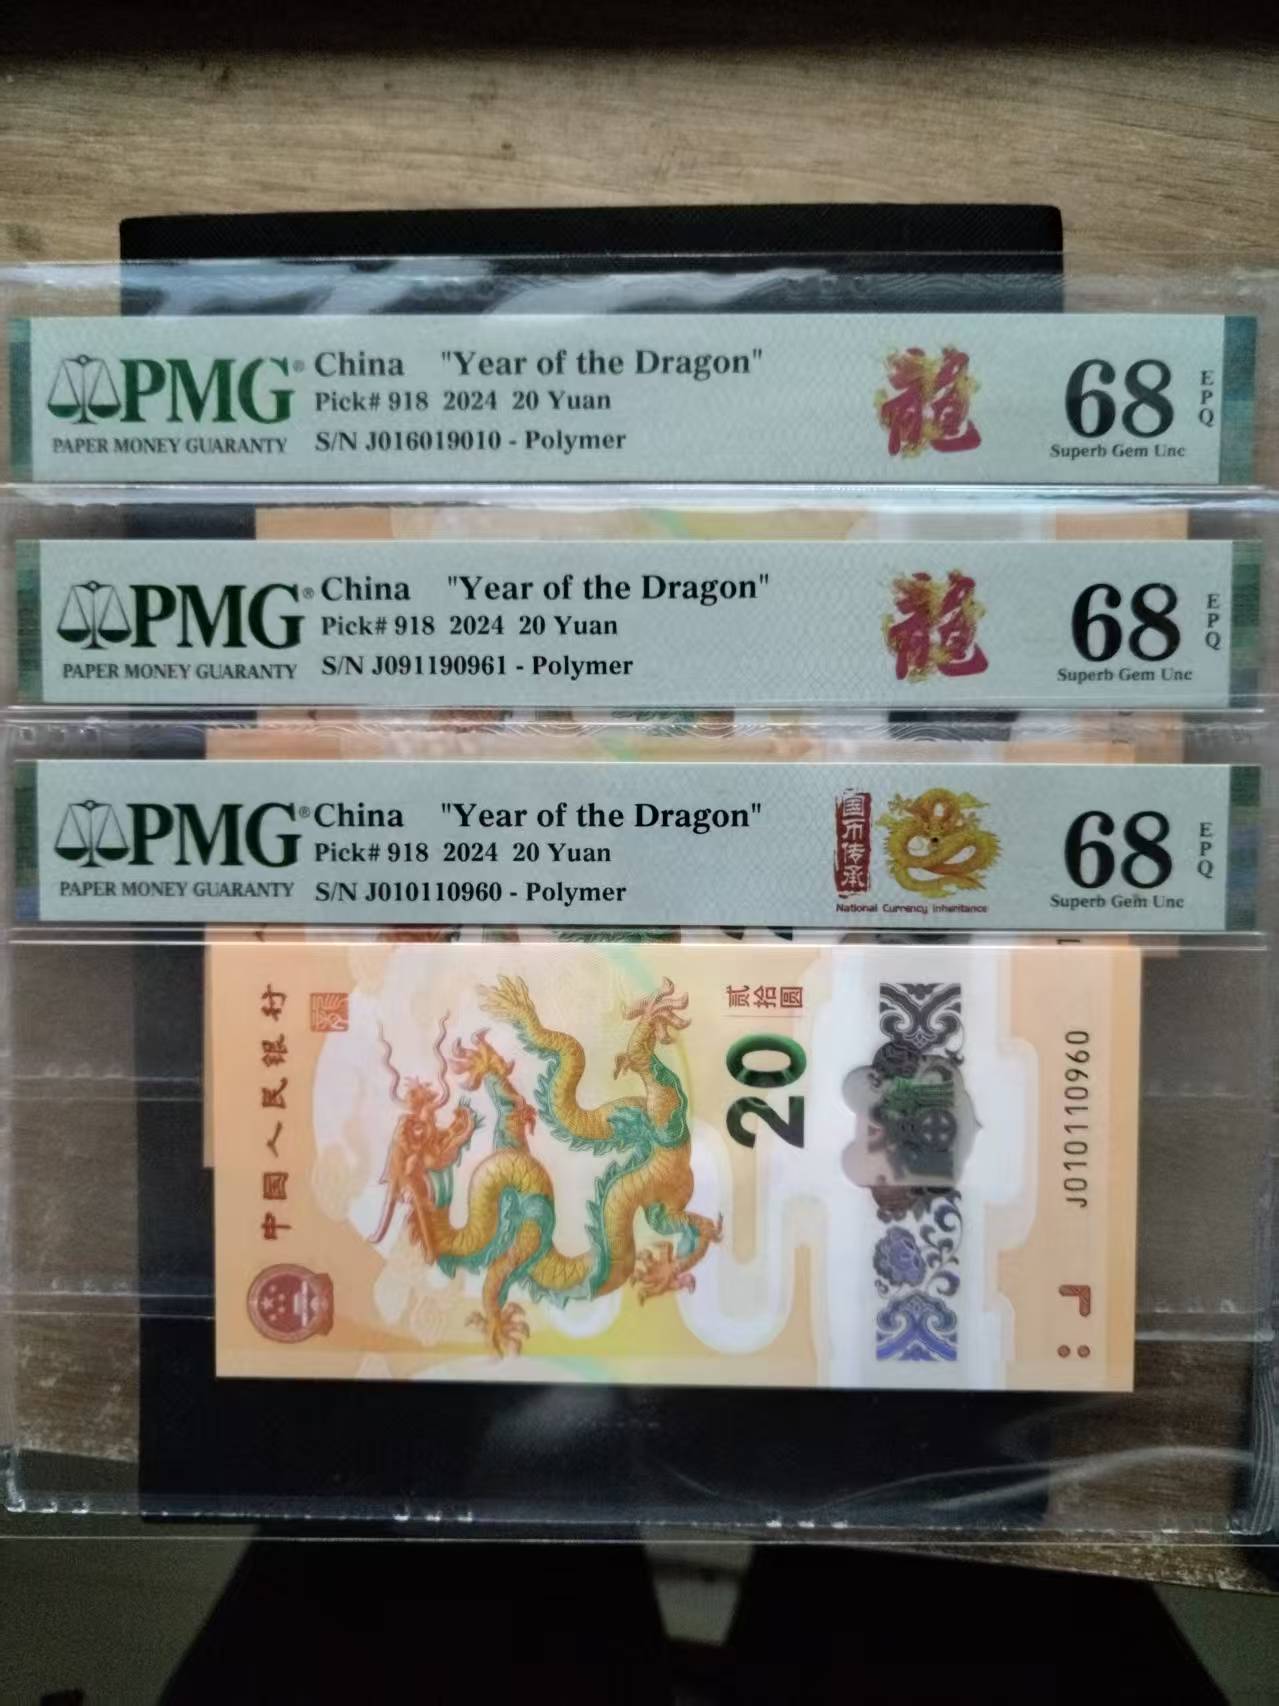 PMG® China "Year of the Dragon"
Pick# 918 2024 20 Yuan
PAPER MONEY GUARANTY S/N J016019010 - Polymer
龍
68 EPQ
Superb Gem Unc
PMG® China "Year of the Dragon"
Pick# 918 2024 20 Yuan
PAPER MONEY GUARANTY S/N J091190961 - Polymer
龍
68 EPQ
Superb Gem Unc
PMG® China "Year of the Dragon"
Pick# 918 2024 20 Yuan
PAPER MONEY GUARANTY S/N J010110960 - Polymer
国币传承
National Currency Inheritance
68 EPQ
Superb Gem Unc
中国人民银行
贰拾圆
20
J010110960